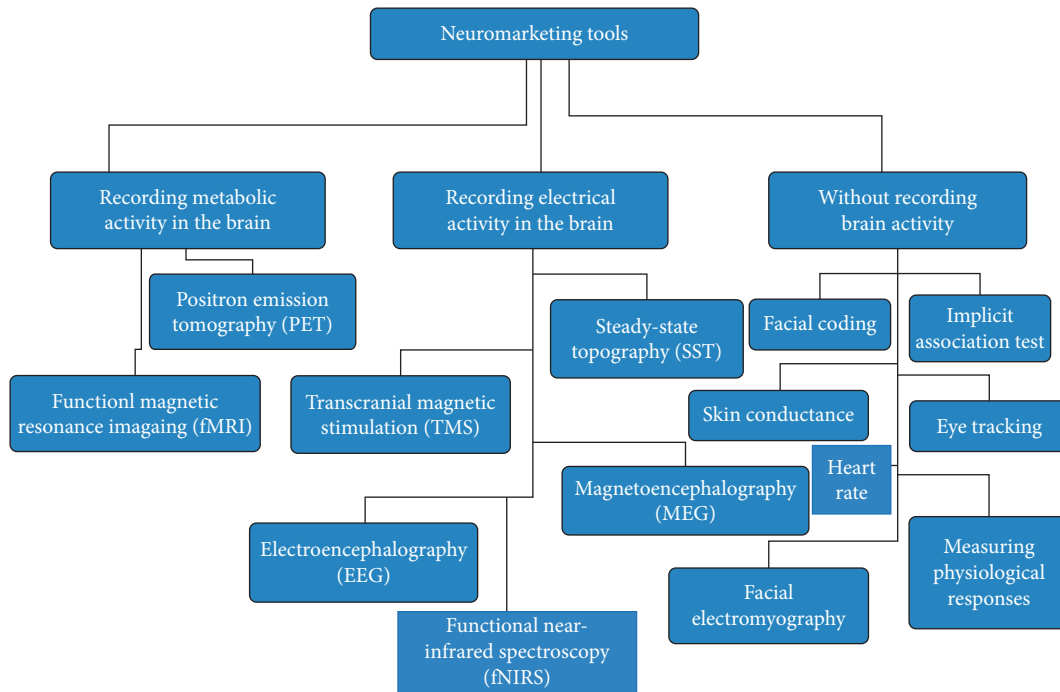 Neuromarketing tools
Recording metabolic
activity in the brain
Recording electrical
activity in the brain
Without recording
brain activity
Positron emission
tomography (PET)
Functionl magnetic
resonance imagaing (fMRI)
Steady-state
topography (SST)
Transcranial magnetic
stimulation (TMS)
Magnetoencephalography
(MEG)
Electroencephalography
(EEG)
Functional near-
infrared spectroscopy
(fNIRS)
Facial coding
Implicit
association test
Skin conductance
Eye tracking
Heart
rate
Measuring
physiological
responses
Facial
electromyography